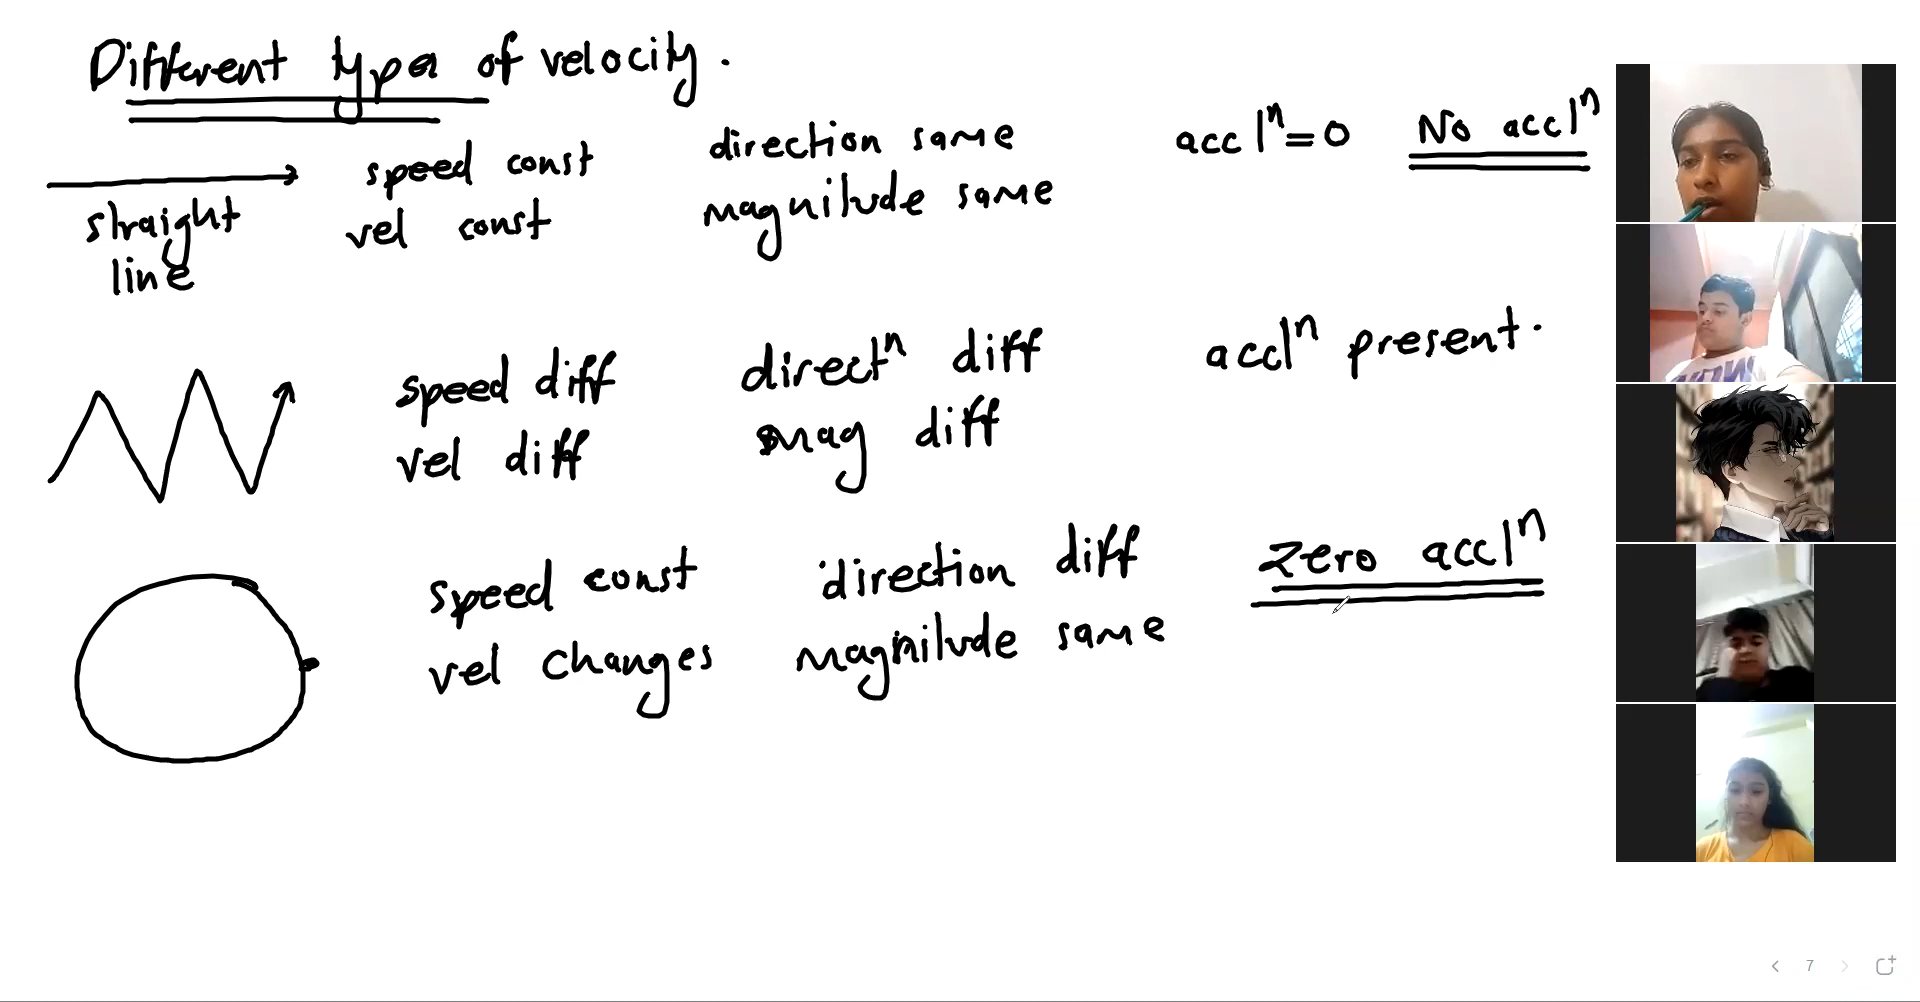 Different types of velocity.
straight
line
speed const
vel const
direction same
magnitude same
acclⁿ=0 No acclⁿ
speed diff
vel diff
directⁿ diff
mag diff
acclⁿ present.
speed const
vel changes
direction diff
magnitude same
zero acclⁿ
7